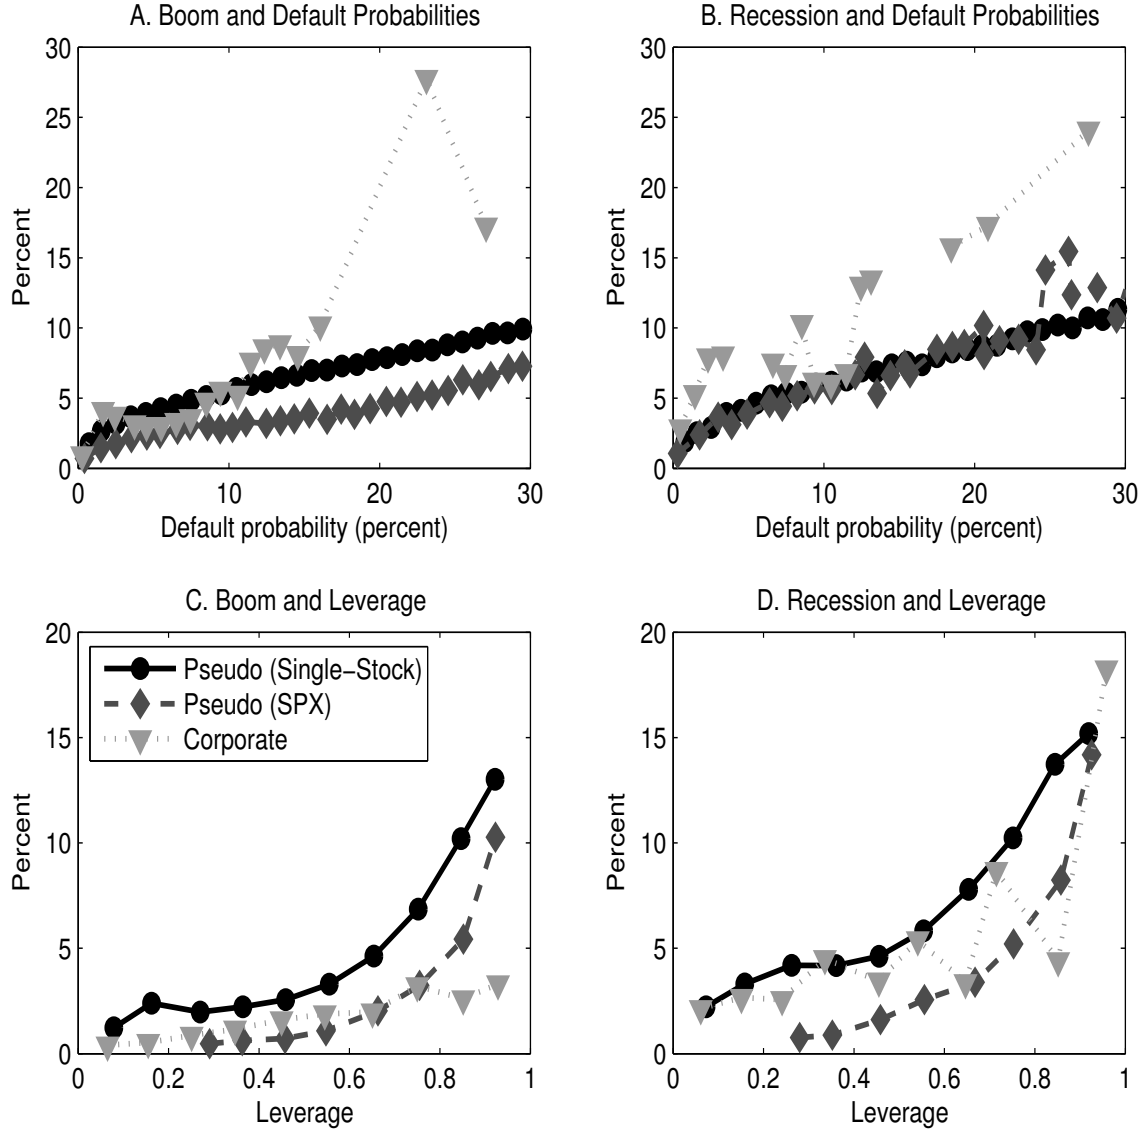 A. Boom and Default Probabilities
30
25
20
15
10
5
0
Percent
0 10 20 30
Default probability (percent)
B. Recession and Default Probabilities
30
25
20
15
10
5
0
Percent
0 10 20 30
Default probability (percent)
C. Boom and Leverage
20
15
10
5
0
Percent
Pseudo (Single−Stock)
Pseudo (SPX)
Corporate
0 0.2 0.4 0.6 0.8 1
Leverage
D. Recession and Leverage
20
15
10
5
0
Percent
0 0.2 0.4 0.6 0.8 1
Leverage